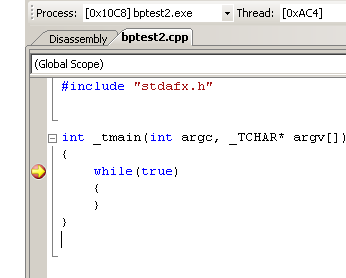 Process: [0x10C8] bptest2.exe Thread: [0xAC4]
Disassembly bptest2.cpp
(Global Scope)
#include "stdafx.h"
int _tmain(int argc, _TCHAR* argv[])
{
while(true)
{
}
}